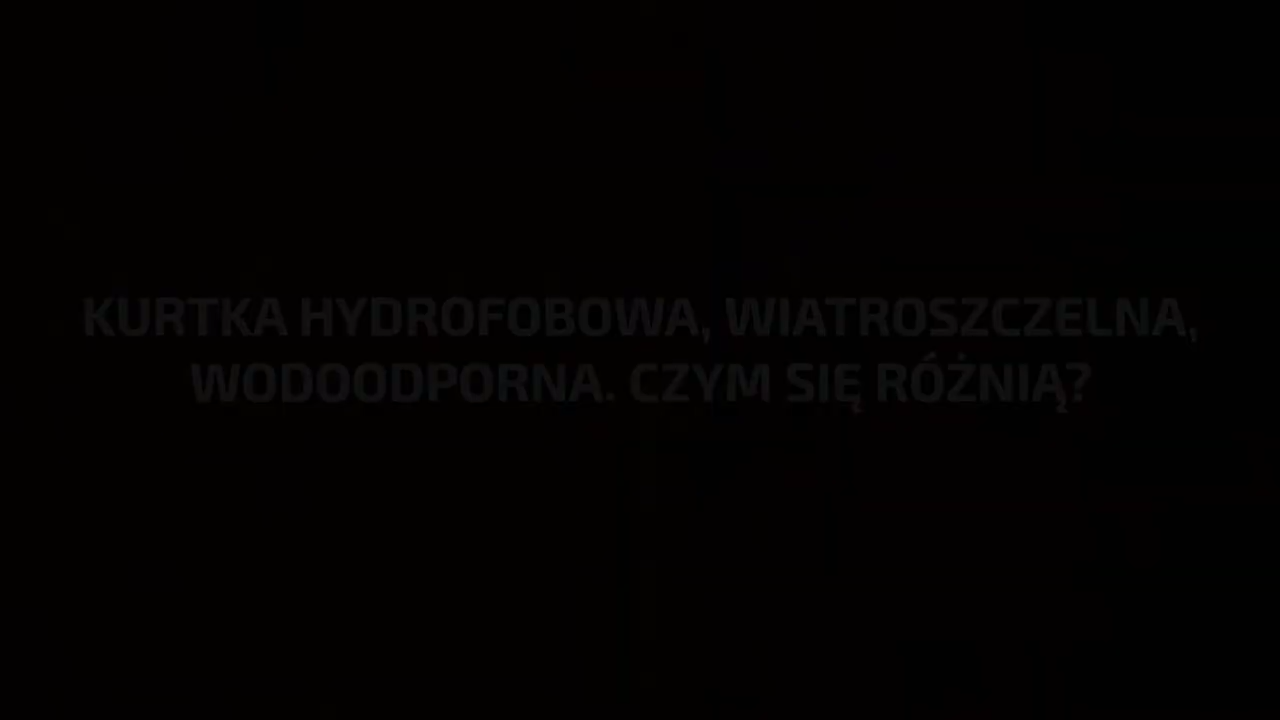 KURTKA HYDROFOBOWA, WIATROSZCZELNA,
WODOODPORNA. CZYM SIĘ RÓŻNIĄ?